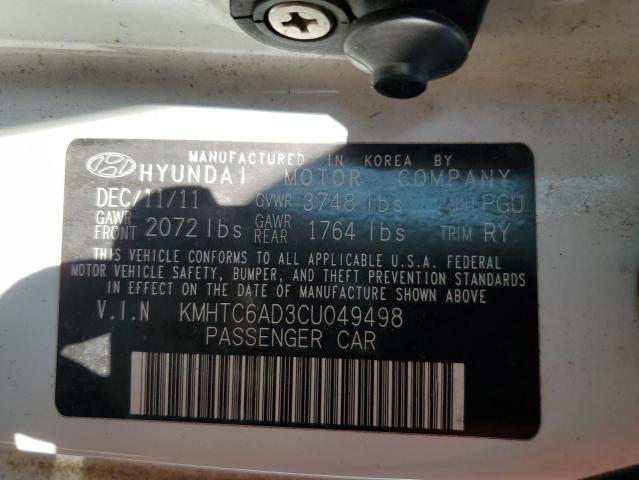 MANUFACTURED IN KOREA BY
HYUNDAI MOTOR COMPANY
DEC/11/11 GVWR 3748 lbs PAINT PGU
GAWR FRONT 2072 lbs GAWR REAR 1764 lbs TRIM RY
THIS VEHICLE CONFORMS TO ALL APPLICABLE U.S.A. FEDERAL
MOTOR VEHICLE SAFETY, BUMPER, AND THEFT PREVENTION STANDARDS
IN EFFECT ON THE DATE OF MANUFACTURE SHOWN ABOVE
V.I.N KMHTC6AD3CU049498
PASSENGER CAR